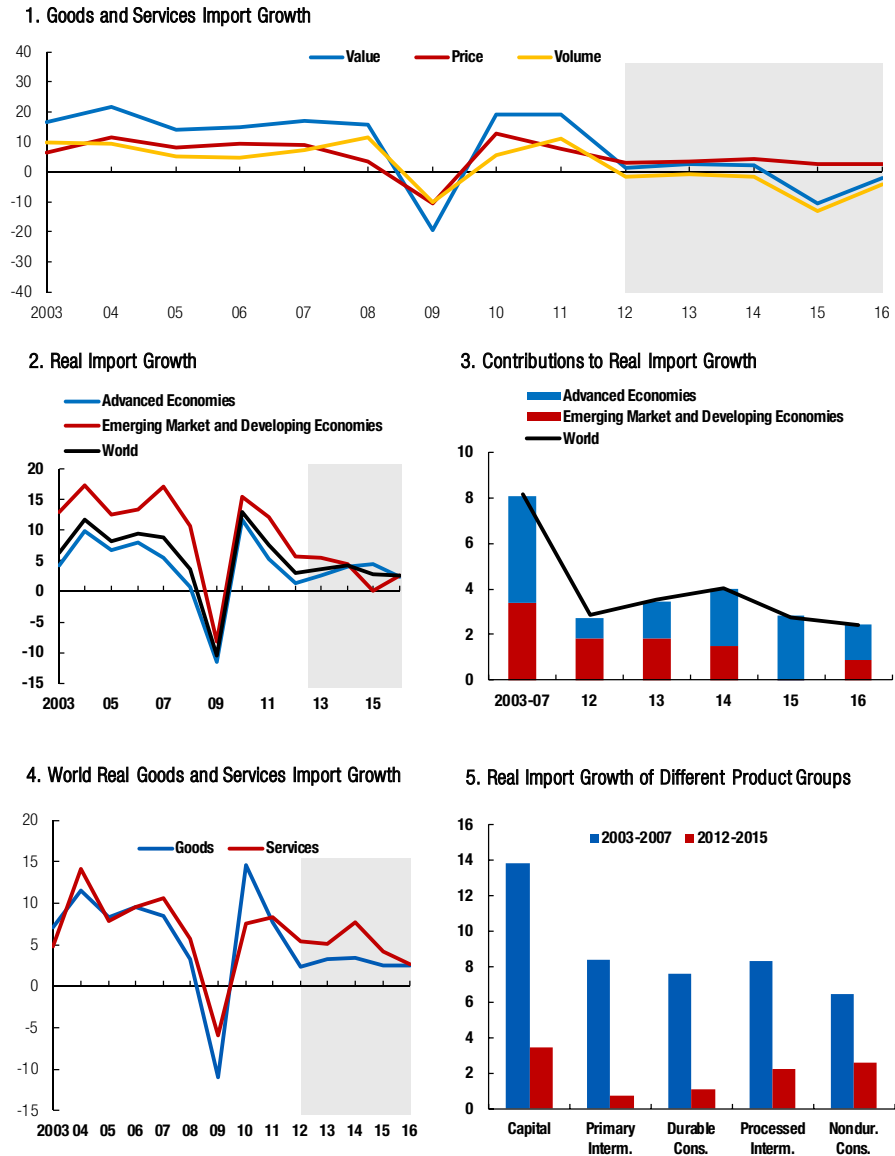 1. Goods and Services Import Growth
Value Price Volume
40
30
20
10
0
-10
-20
-30
-40
2003 04 05 06 07 08 09 10 11 12 13 14 15 16
2. Real Import Growth
Advanced Economies
Emerging Market and Developing Economies
World
20
15
10
5
0
-5
-10
-15
2003 05 07 09 11 13 15
3. Contributions to Real Import Growth
Advanced Economies
Emerging Market and Developing Economies
World
10
8
6
4
2
0
2003-07 12 13 14 15 16
4. World Real Goods and Services Import Growth
Goods Services
20
15
10
5
0
-5
-10
-15
2003 04 05 06 07 08 09 10 11 12 13 14 15 16
5. Real Import Growth of Different Product Groups
2003-2007 2012-2015
16
14
12
10
8
6
4
2
0
Capital Primary Durable Processed Nondur.
Interm. Cons. Interm. Cons.